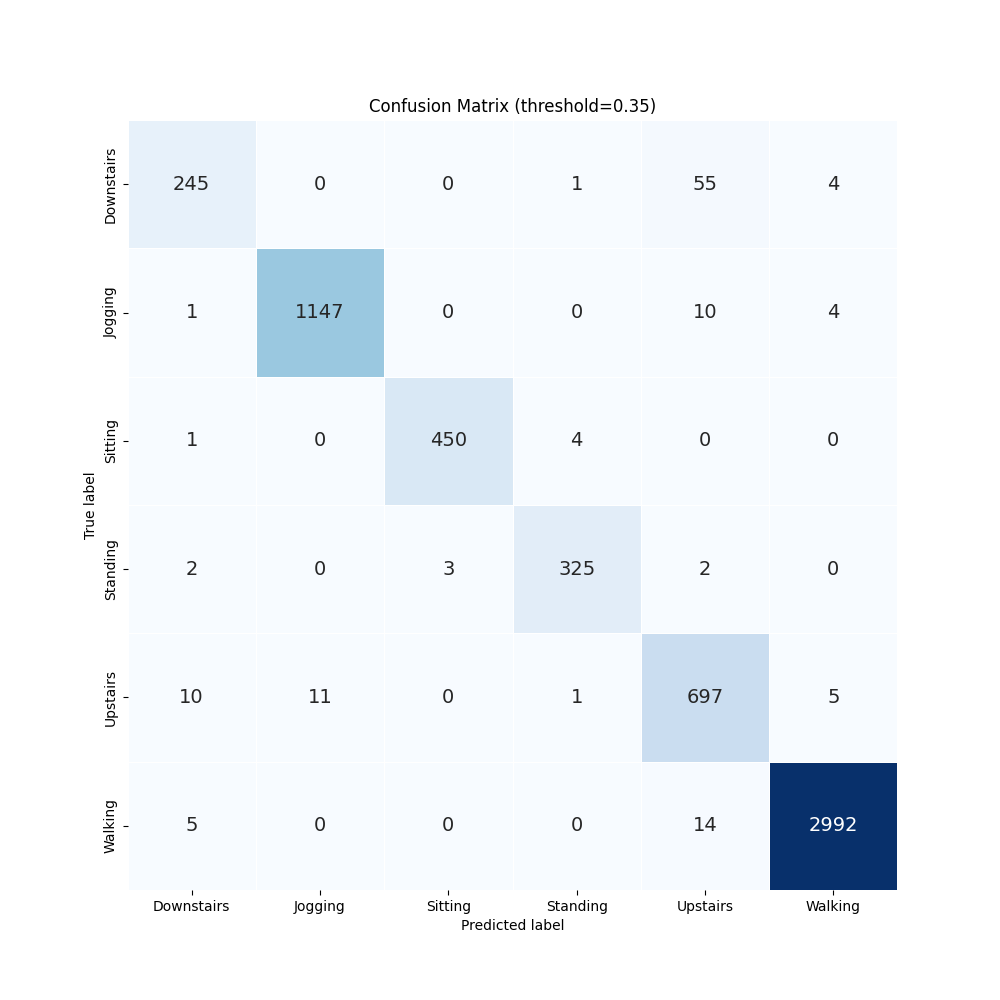 Confusion Matrix (threshold=0.35)
Downstairs 245 0 0 1 55 4
Jogging 1 1147 0 0 10 4
Sitting 1 0 450 4 0 0
True label
Standing 2 0 3 325 2 0
Upstairs 10 11 0 1 697 5
Walking 5 0 0 0 14 2992
Downstairs Jogging Sitting Standing Upstairs Walking
Predicted label